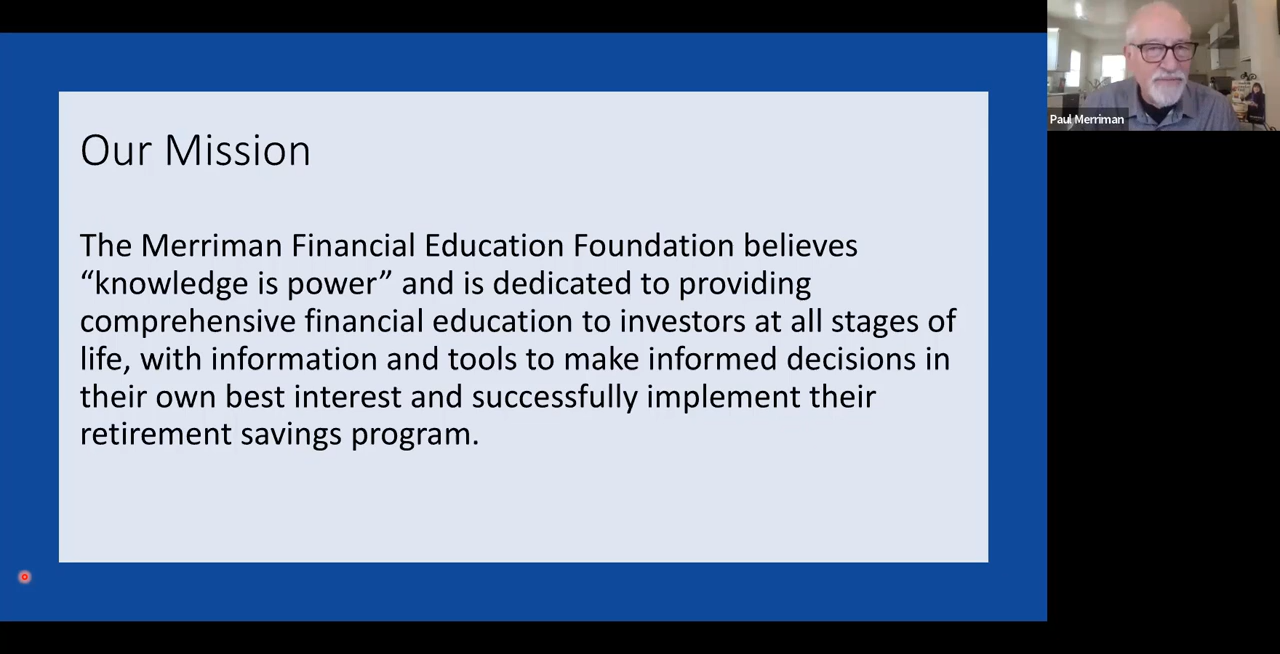 Our Mission
The Merriman Financial Education Foundation believes
“knowledge is power” and is dedicated to providing
comprehensive financial education to investors at all stages of
life, with information and tools to make informed decisions in
their own best interest and successfully implement their
retirement savings program.
Paul Merriman